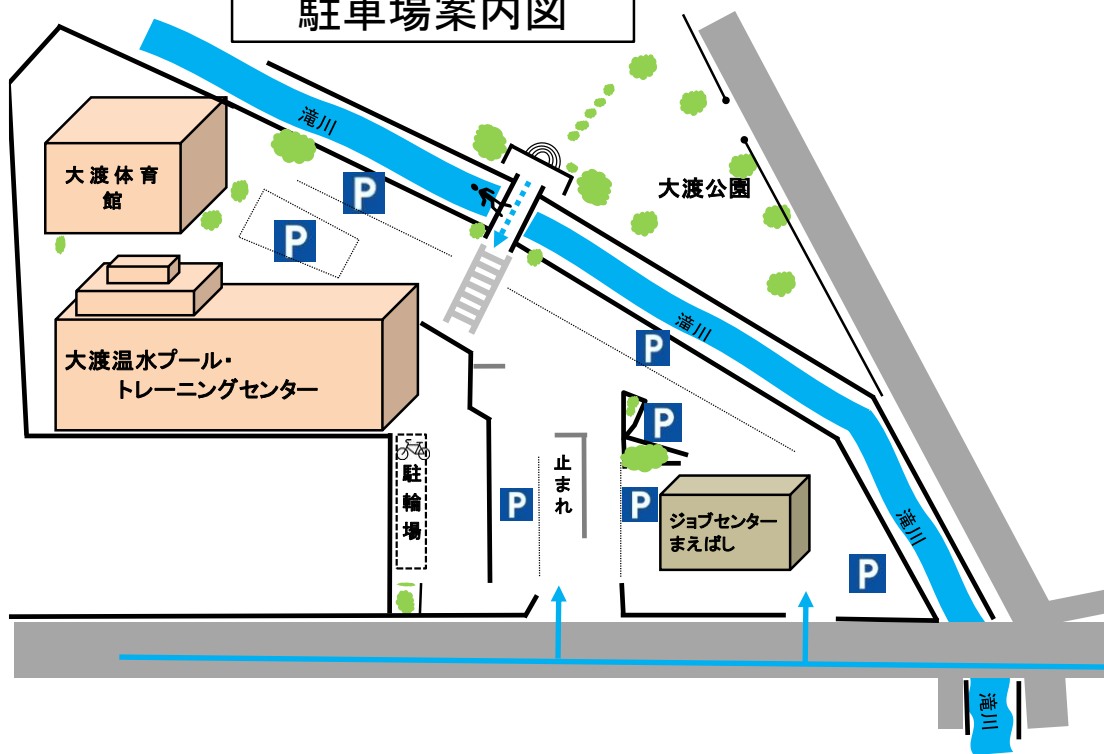 駐車場案内図
滝川
大渡体育
館
P
P
大渡公園
大渡温水プール・
トレーニングセンター
滝川
P
P
駐輪場
止まれ
P
P
ジョブセンター
まえばし
滝川
P
滝川